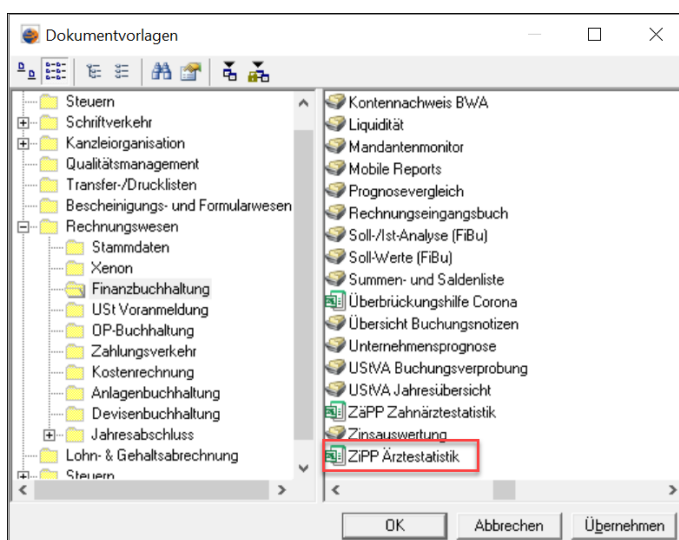 Dokumentvorlagen
Steuern
Schriftverkehr
Kanzleiorganisation
Qualitätsmanagement
Transfer-/Drucklisten
Bescheinigungs- und Formularwesen
Rechnungswesen
Stammdaten
Xenon
Finanzbuchhaltung
USt Voranmeldung
OP-Buchhaltung
Zahlungsverkehr
Kostenrechnung
Anlagenbuchhaltung
Devisenbuchhaltung
Jahresabschluss
Lohn- & Gehaltsabrechnung
Steuern
Kontennachweis BWA
Liquidität
Mandantenmonitor
Mobile Reports
Prognosevergleich
Rechnungseingangsbuch
Soll-/Ist-Analyse (FiBu)
Soll-Werte (FiBu)
Summen- und Saldenliste
Überbrückungshilfe Corona
Übersicht Buchungsnotizen
Unternehmensprognose
UStVA Buchungsverprobung
UStVA Jahresübersicht
ZäPP Zahnärztestatistik
Zinsauswertung
ZiPP Ärztestatistik
OK Abbrechen Übernehmen